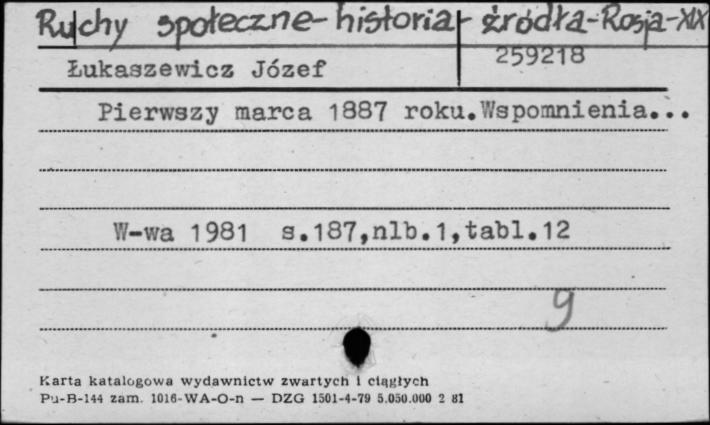 Ruchy społeczne-historia-źródła-Rosja-XIX
259218
Łukaszewicz Józef
Pierwszy marca 1887 roku.Wspomnienia...
W-wa 1981 s.187,nlb.1,tabl.12
9
Karta katalogowa wydawnictw zwartych i ciągłych
Pu-B-144 zam. 1016-WA-O-n — DZG 1501-4-79 5.050.000 2 81